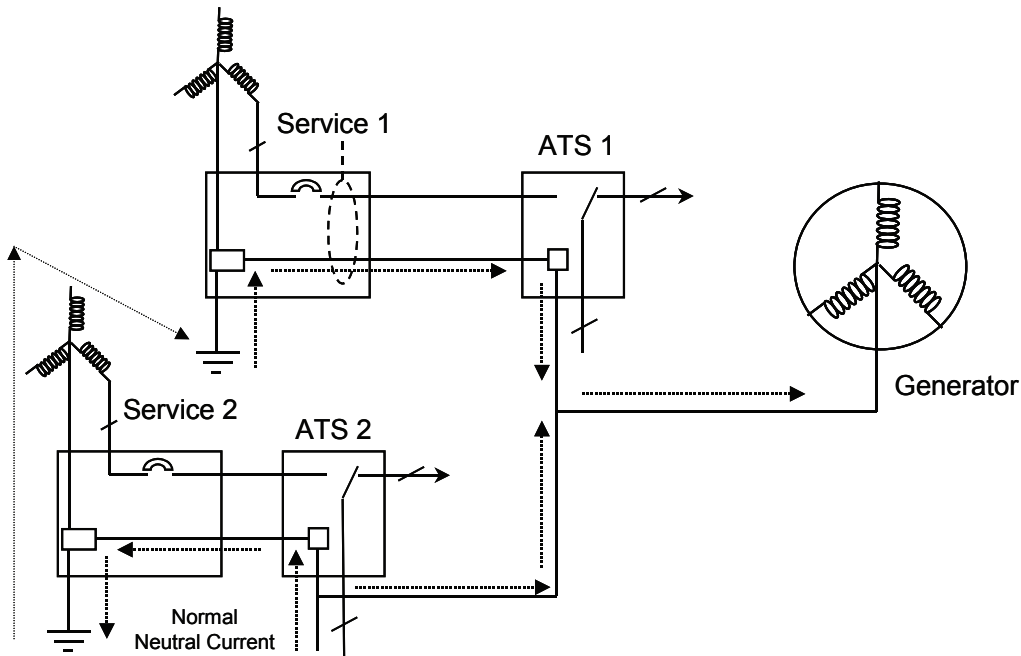 Service 1
ATS 1
Generator
Service 2
ATS 2
Normal
Neutral Current